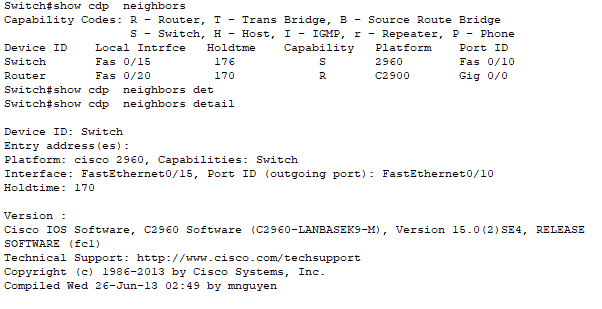 Switch#show cdp  neighbors
Capability Codes: R - Router, T - Trans Bridge, B - Source Route Bridge
                  S - Switch, H - Host, I - IGMP, r - Repeater, P - Phone
Device ID    Local Intrfce   Holdtme    Capability   Platform    Port ID
Switch       Fas 0/15         176            S       2960        Fas 0/10
Router       Fas 0/20         170            R       C2900       Gig 0/0
Switch#show cdp  neighbors det
Switch#show cdp  neighbors detail

Device ID: Switch
Entry address(es):
Platform: cisco 2960, Capabilities: Switch
Interface: FastEthernet0/15, Port ID (outgoing port): FastEthernet0/10
Holdtime: 170

Version :
Cisco IOS Software, C2960 Software (C2960-LANBASEK9-M), Version 15.0(2)SE4, RELEASE
SOFTWARE (fc1)
Technical Support: http://www.cisco.com/techsupport
Copyright (c) 1986-2013 by Cisco Systems, Inc.
Compiled Wed 26-Jun-13 02:49 by mnguyen